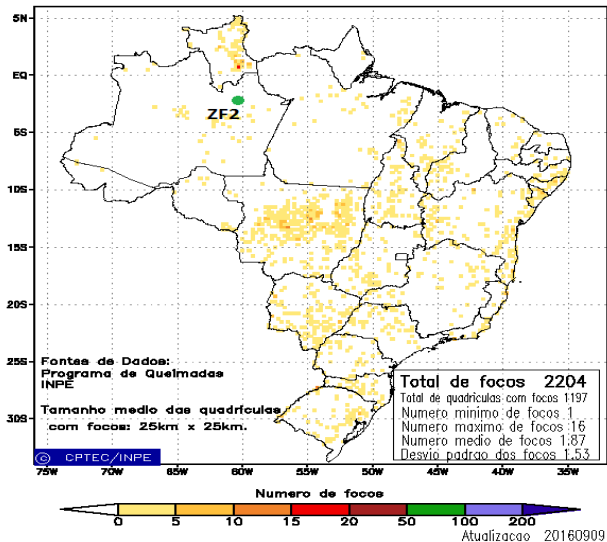 5N
EQ
ZF2
5S
10S
15S
20S
25S
30S
Fontes de Dados:
Programa de Queimadas
INPE
Tamanho medio das quadrículas
com focos: 25km x 25km.
Total de focos 2204
Total de quadriculas com focos 1197
Numero minimo de focos 1
Numero maximo de focos 16
Numero medio de focos 1.87
Desvio padrao dos focos 1.53
© CPTEC/INPE
75W 70W 65W 60W 55W 50W 45W 40W 35W
Numero de focos
0 5 10 15 20 50 100 200
Atualizacao 20160909